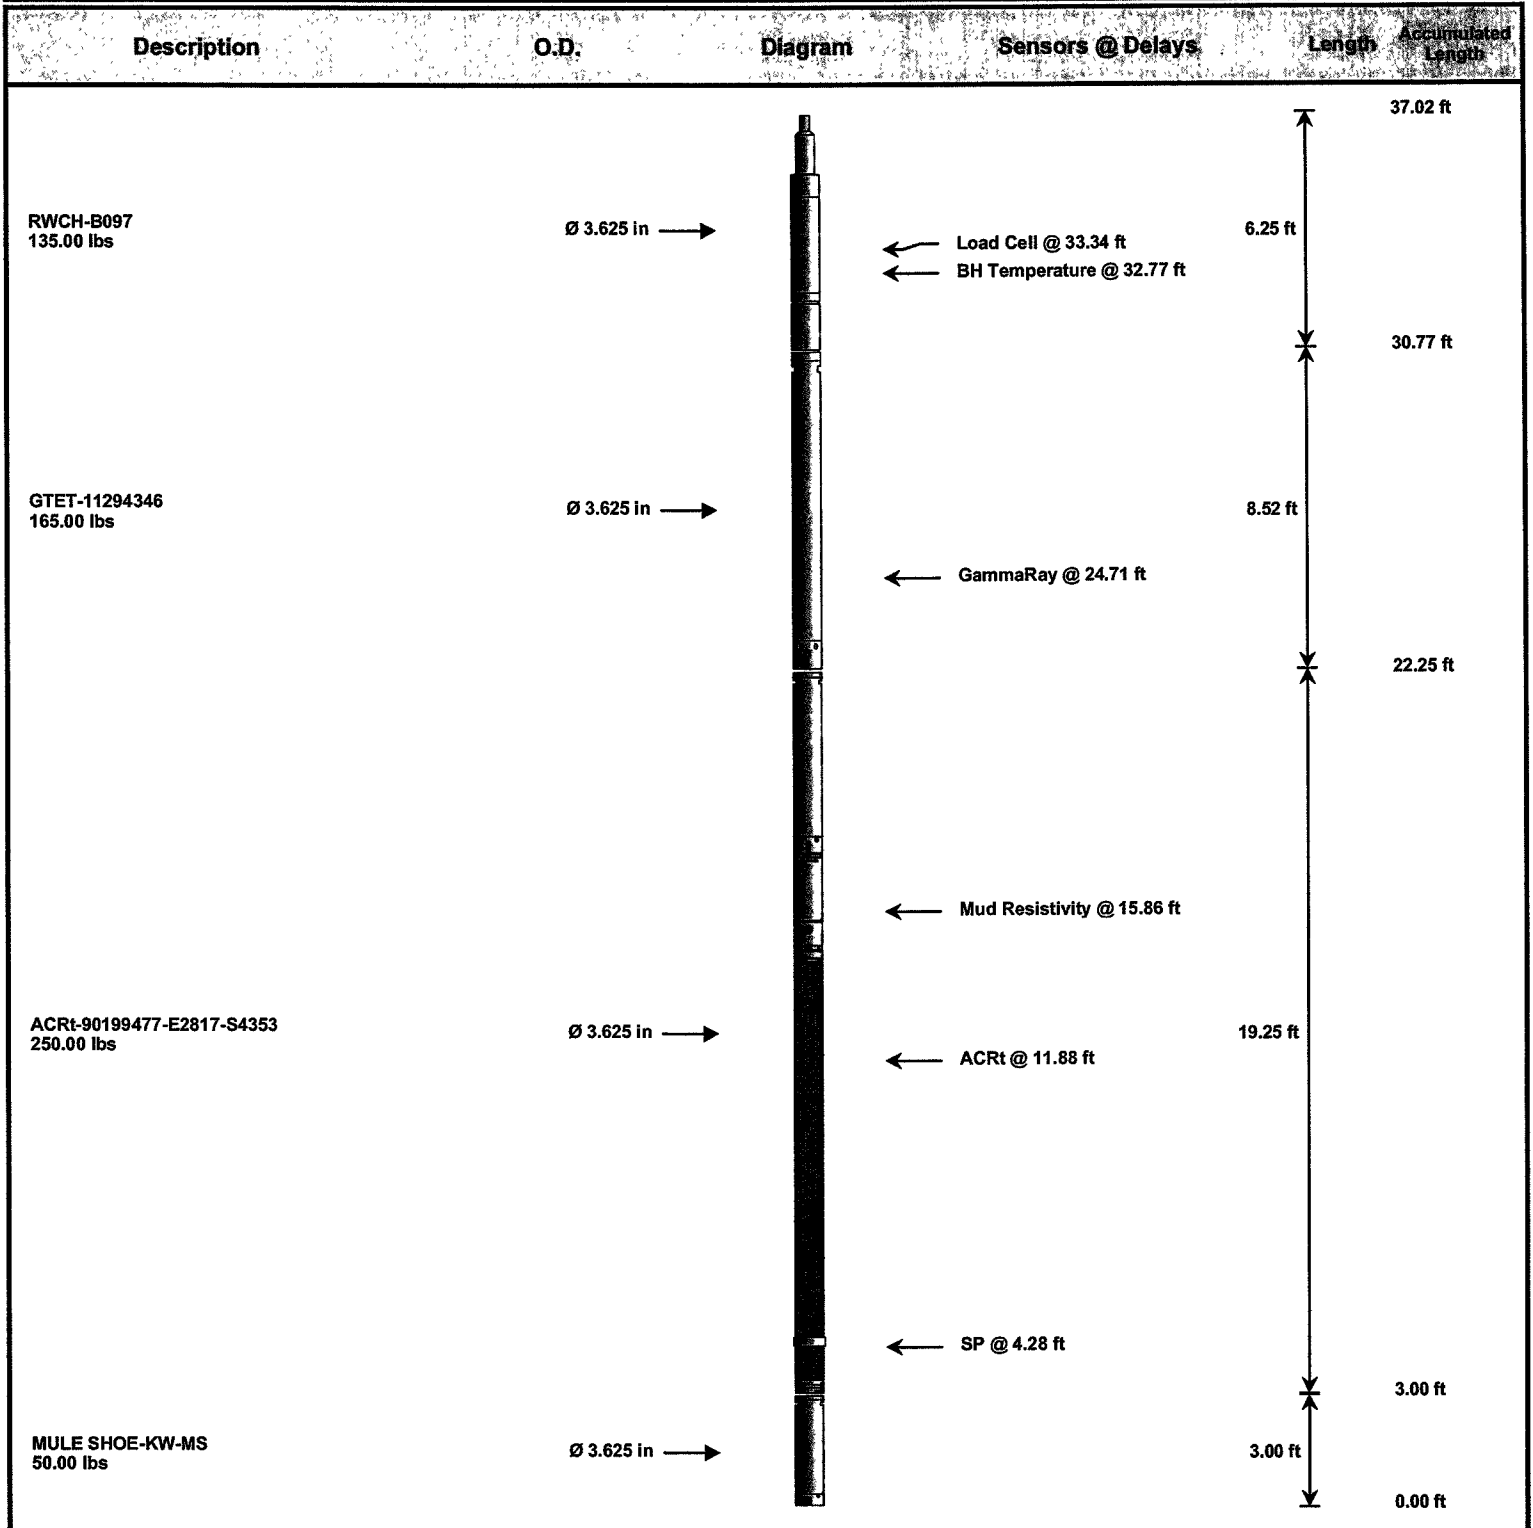 Description O.D. Diagram Sensors @ Delays Length Accumulated
Length
37.02 ft
RWCH-B097
135.00 lbs
Ø 3.625 in
Load Cell @ 33.34 ft
BH Temperature @ 32.77 ft
6.25 ft
30.77 ft
GTET-11294346
165.00 lbs
Ø 3.625 in
8.52 ft
GammaRay @ 24.71 ft
22.25 ft
Mud Resistivity @ 15.86 ft
ACRt-90199477-E2817-S4353
250.00 lbs
Ø 3.625 in
19.25 ft
ACRt @ 11.88 ft
SP @ 4.28 ft
3.00 ft
MULE SHOE-KW-MS
50.00 lbs
Ø 3.625 in
3.00 ft
0.00 ft